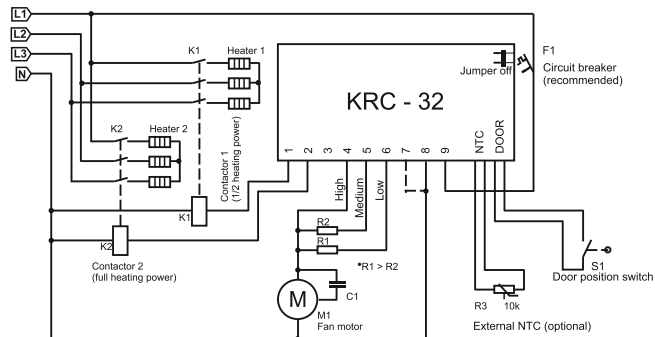 L1
L2
L3
N
K1
Heater 1
K2
Heater 2
Contactor 1
(1/2 heating power)
K1
K2
Contactor 2
(full heating power)
KRC - 32
Jumper off
F1
Circuit breaker
(recommended)
1
2
3
4
5
6
7
8
9
NTC
DOOR
High
Medium
Low
R2
R1
*R1 > R2
M
C1
M1
Fan motor
S1
Door position switch
R3
10k
External NTC (optional)